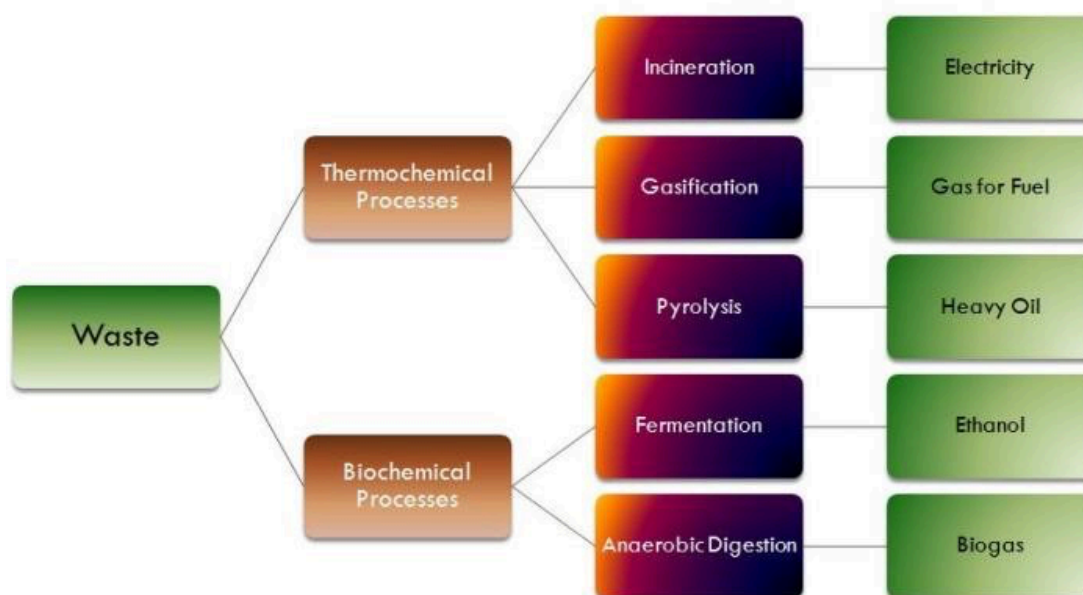 Waste
Thermochemical
Processes
Biochemical
Processes
Incineration
Gasification
Pyrolysis
Fermentation
Anaerobic Digestion
Electricity
Gas for Fuel
Heavy Oil
Ethanol
Biogas